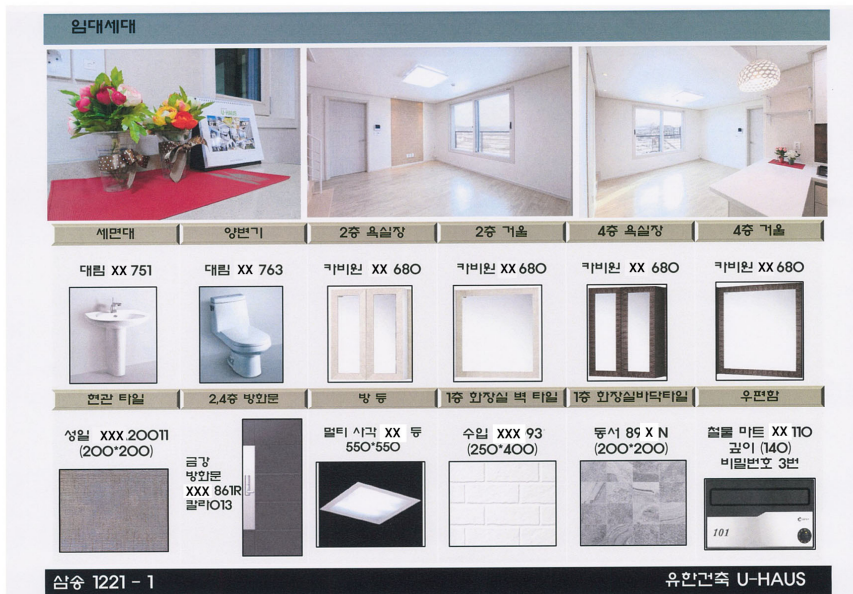 임대세대
U-HAUS
세면대
양변기
2층 욕실장
2층 거울
4층 욕실장
4층 거울
대림 XX 751
대림 XX 763
카비원 XX 680
카비원 XX 680
카비원 XX 680
카비원 XX 680
현관 타일
2,4층 방화문
방 등
1층 화장실 벽 타일
1층 화장실바닥타일
우편함
성일 XXX.20011
(200*200)
금강
방화문
XXX 861R
칼라013
멀티 사각 XX 등
550*550
수입 XXX 93
(250*400)
동서 89 X N
(200*200)
철물 마트 XX 110
깊이 (140)
비밀번호 3번
101
삼송 1221 - 1
유한건축 U-HAUS